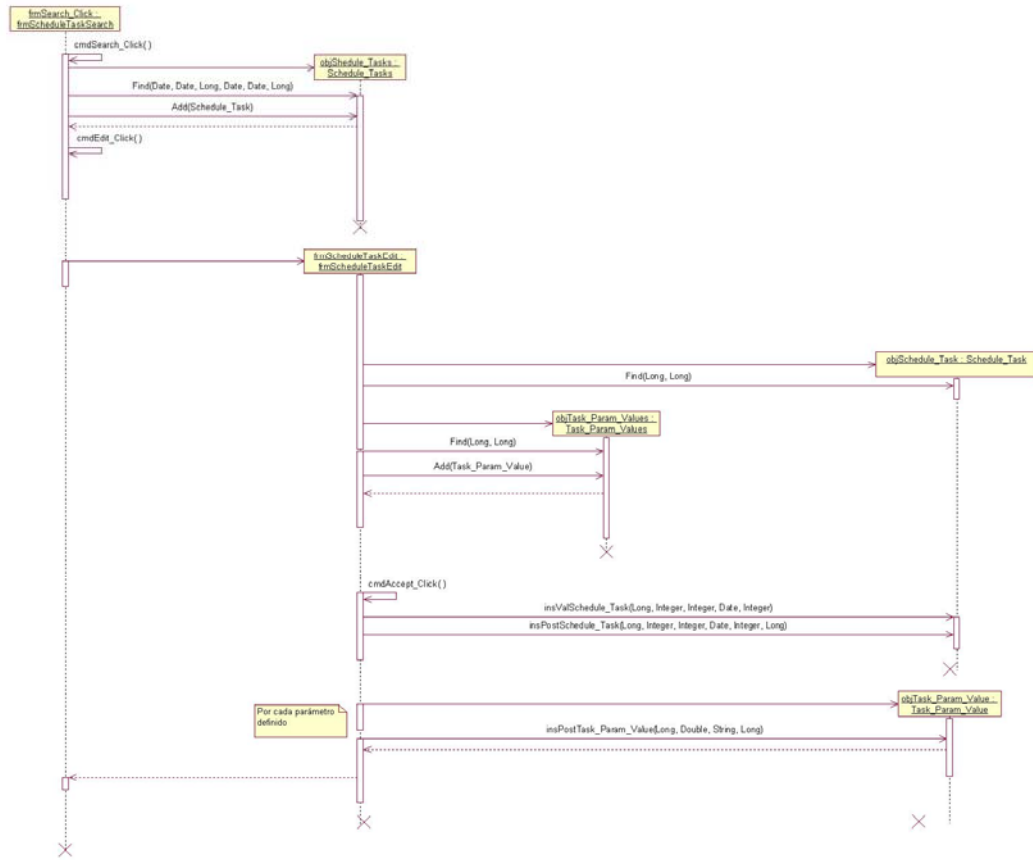 frmSearch_Click :
frmScheduleTaskSearch
cmdSearch_Click( )
objShedule_Tasks :
Schedule_Tasks
Find(Date, Date, Long, Date, Date, Long)
Add(Schedule_Task)
cmdEdit_Click( )
frmScheduleTaskEdit :
frmScheduleTaskEdit
objSchedule_Task : Schedule_Task
Find(Long, Long)
objTask_Param_Values :
Task_Param_Values
Find(Long, Long)
Add(Task_Param_Value)
cmdAccept_Click( )
insValSchedule_Task(Long, Integer, Integer, Date, Integer)
insPostSchedule_Task(Long, Integer, Integer, Date, Integer, Long)
Por cada parámetro
definido
objTask_Param_Value :
Task_Param_Value
insPostTask_Param_Value(Long, Double, String, Long)